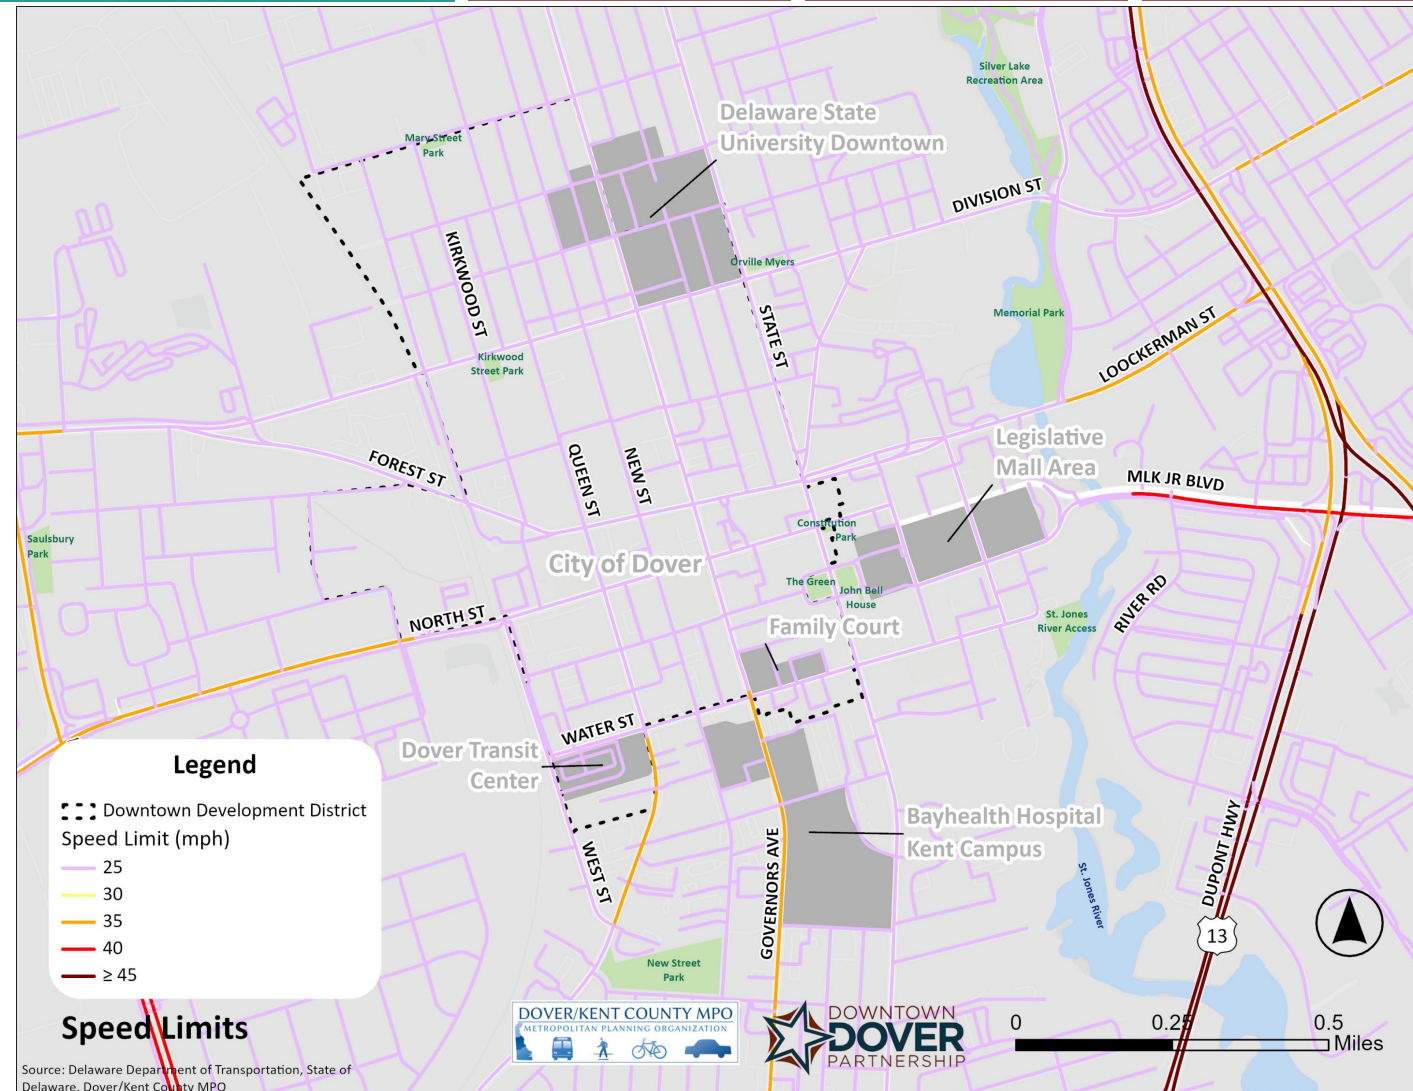 Silver Lake
Recreation Area
Delaware State
University Downtown
Mary Street
Park
DIVISION ST
KIRKWOOD ST
Orville Myers
STATE ST
Memorial Park
LOOCKERMAN ST
Kirkwood
Street Park
FOREST ST
QUEEN ST
NEW ST
Legislative
Mall Area
MLK JR BLVD
Saulsbury
Park
Constitution
Park
City of Dover
The Green
John Bell
House
RIVER RD
NORTH ST
Family Court
St. Jones
River Access
WATER ST
Dover Transit
Center
Bayhealth Hospital
Kent Campus
WEST ST
GOVERNORS AVE
St. Jones River
DUPONT HWY
13
New Street
Park
Legend
Downtown Development District
Speed Limit (mph)
25
30
35
40
≥ 45
Speed Limits
Source: Delaware Department of Transportation, State of
Delaware, Dover/Kent County MPO
DOVER/KENT COUNTY MPO
METROPOLITAN PLANNING ORGANIZATION
DOWNTOWN
DOVER
PARTNERSHIP
0 0.25 0.5
Miles